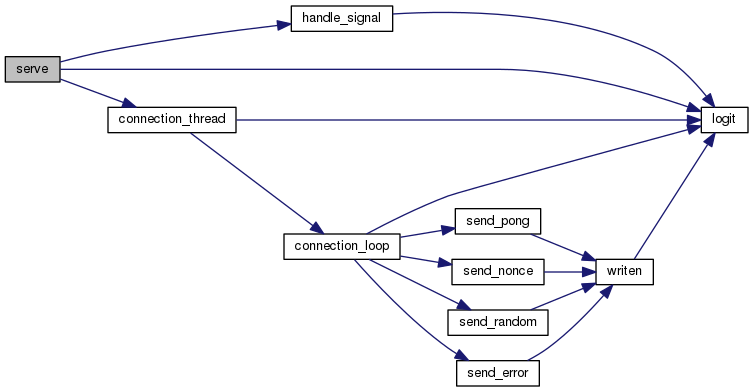 handle_signal
serve
connection_thread
logit
send_pong
connection_loop
send_nonce
writen
send_random
send_error